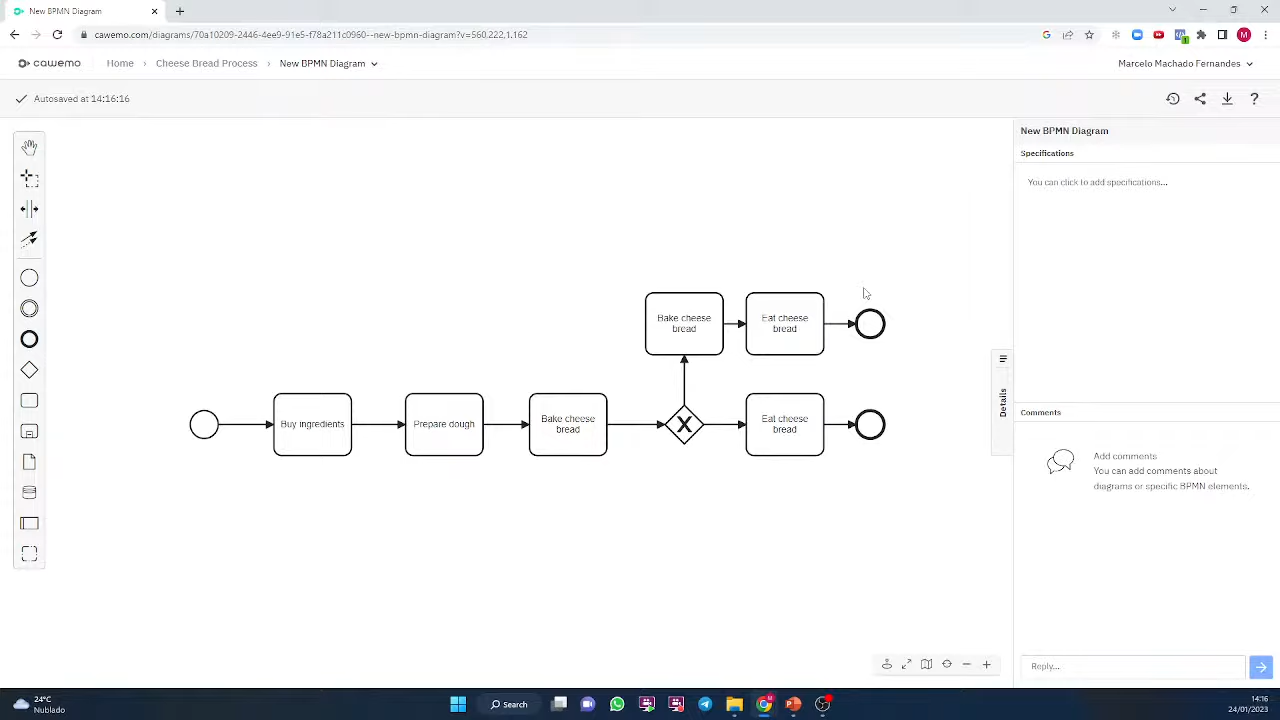 New BPMN Diagram
cawemo.com/diagrams/70a10209-2446-4ee9-91e5-f78a211c0960--new-bpmn-diagram?v=560,222,1.162
cawemo
Home
Cheese Bread Process
New BPMN Diagram
Marcelo Machado Fernandes
Autosaved at 14:16:16
New BPMN Diagram
Specifications
You can click to add specifications...
Bake cheese
bread
Eat cheese
bread
Buy ingredients
Prepare dough
Bake cheese
bread
X
Eat cheese
bread
Details
Comments
Add comments
You can add comments about
diagrams or specific BPMN elements.
Reply...
24°C
Nublado
Search
14:16
24/01/2023